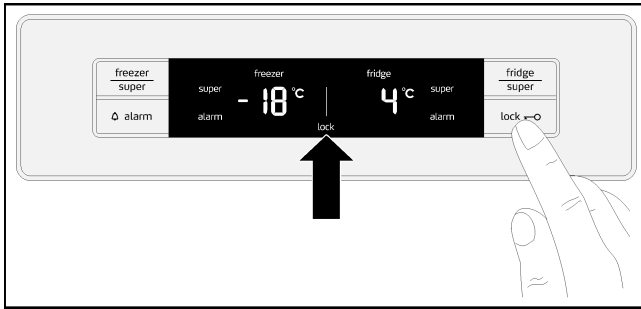 freezer
super
alarm
freezer
super
- 18 °C
alarm
fridge
4 °C
super
alarm
lock
fridge
super
lock